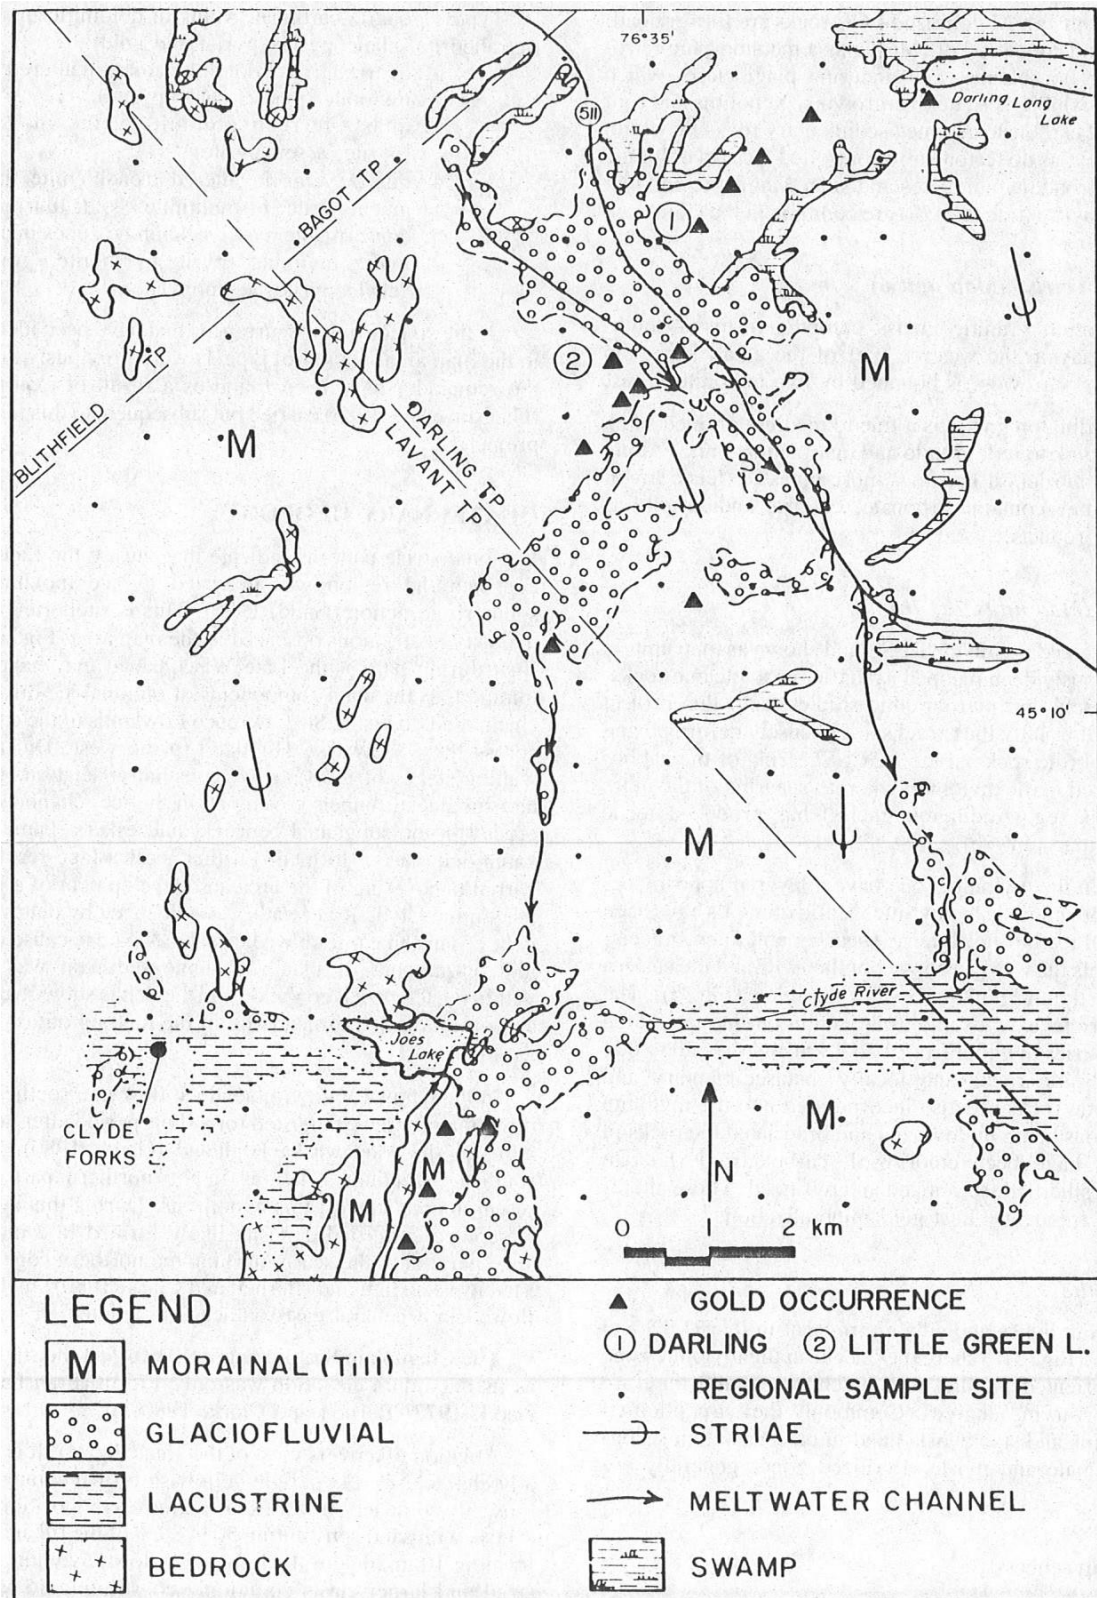 76°35'
511
Darling Long
Lake
BAGOT TP
1
2
M
BLITHFIELD TP
DARLING TP
LAVANT TP
M
45°10'
M
Clyde River
Joes
Lake
CLYDE
FORKS
M
M
M
N
0 1 2 km
LEGEND
M MORAINAL (Till)
GLACIOFLUVIAL
LACUSTRINE
BEDROCK
GOLD OCCURRENCE
1 DARLING 2 LITTLE GREEN L.
REGIONAL SAMPLE SITE
STRIAE
MELTWATER CHANNEL
SWAMP